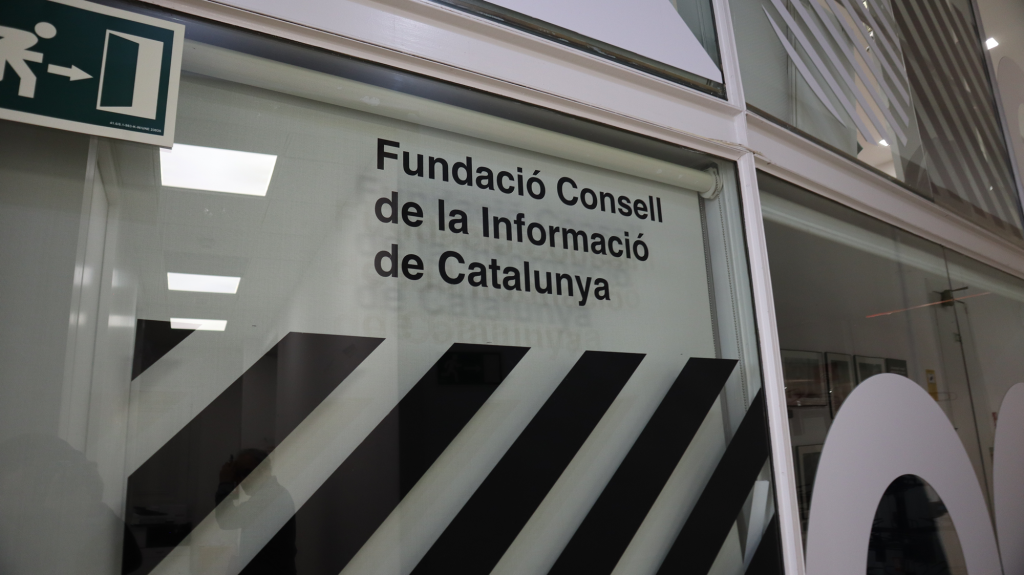 Fundació Consell
de la Informació
de Catalunya